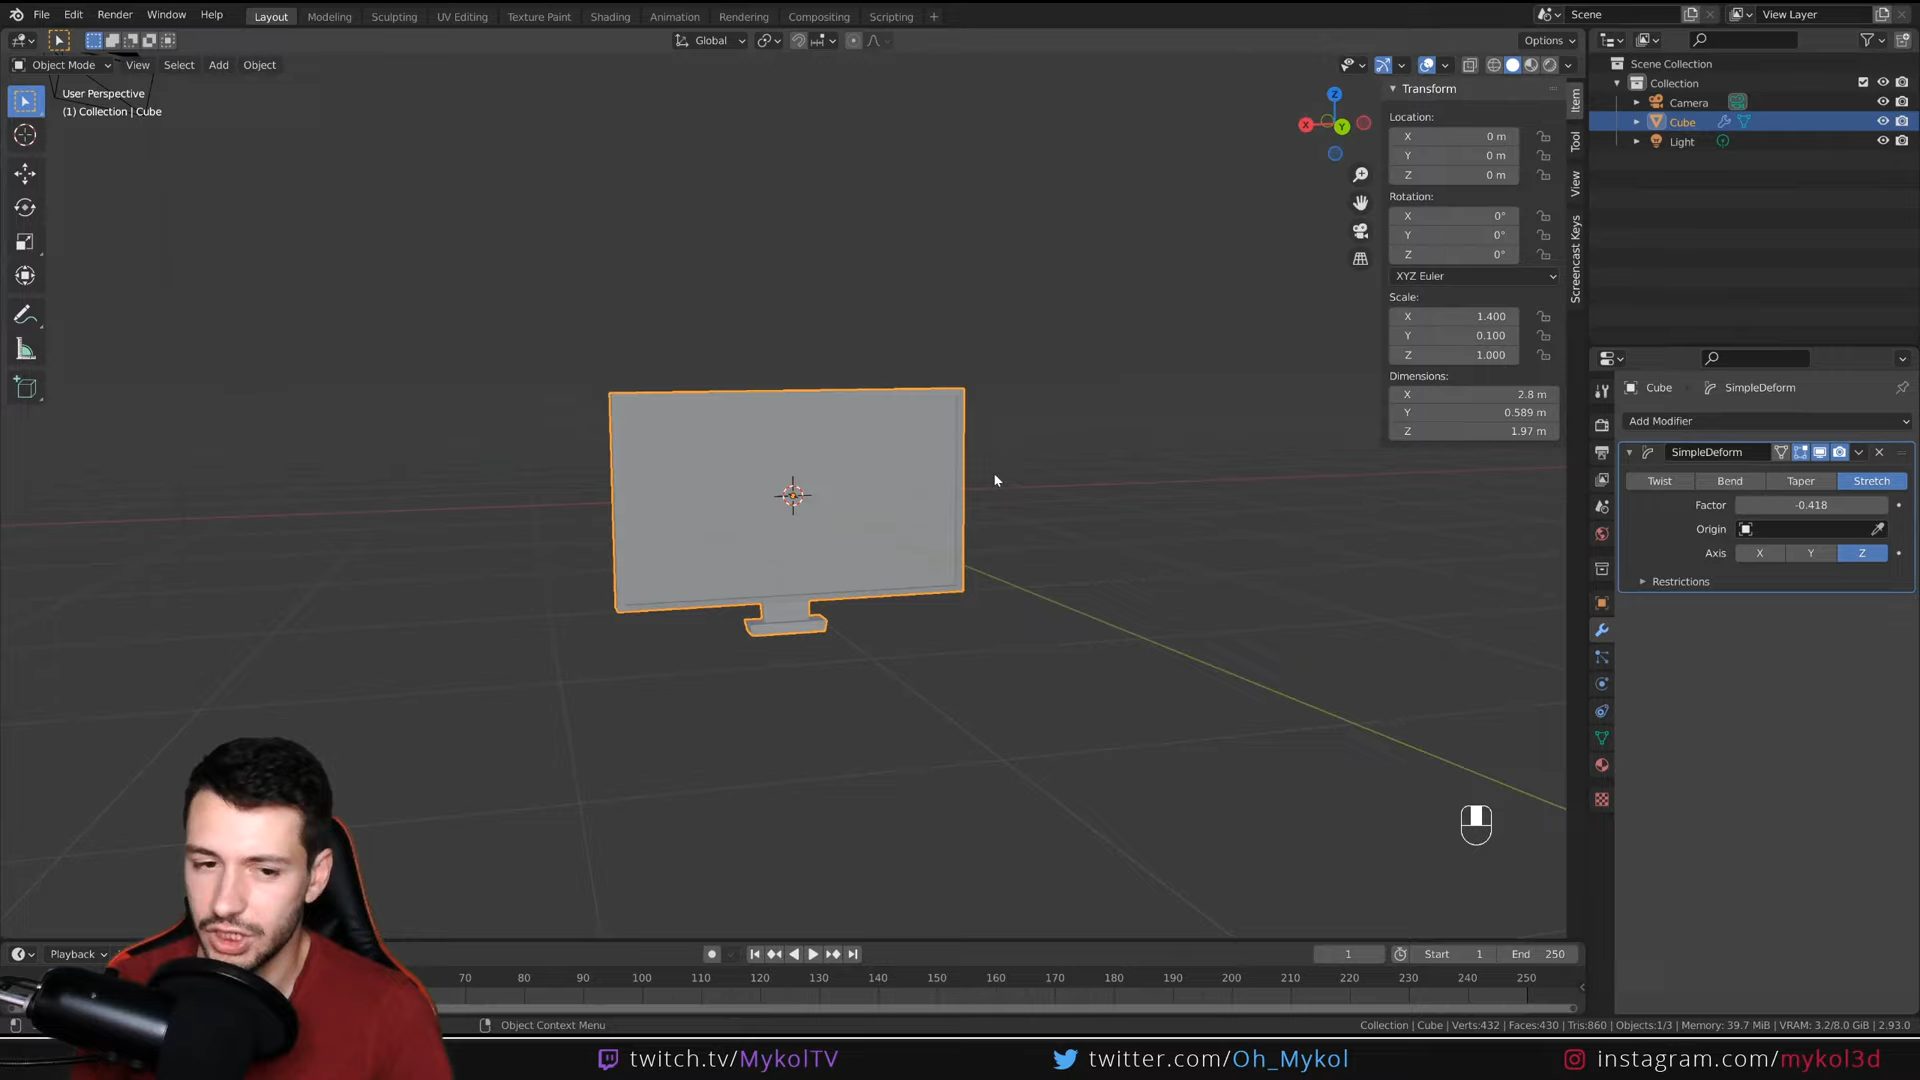 File Edit Render Window Help
Layout Modeling Sculpting UV Editing Texture Paint Shading Animation Rendering Compositing Scripting +
Scene
View Layer
Global
Options
Object Mode View Select Add Object
User Perspective
(1) Collection | Cube
Z
X
Y
Transform
Location:
X 0 m
Y 0 m
Z 0 m
Rotation:
X 0°
Y 0°
Z 0°
XYZ Euler
Scale:
X 1.400
Y 0.100
Z 1.000
Dimensions:
X 2.8 m
Y 0.589 m
Z 1.97 m
Item
Tool
View
Screencast Keys
Scene Collection
Collection
Camera
Cube
Light
Cube SimpleDeform
Add Modifier
SimpleDeform
Twist Bend Taper Stretch
Factor -0.418
Origin
Axis X Y Z
Restrictions
Playback
1
Start 1 End 250
70 80 90 100 110 120 130 140 150 160 170 180 190 200 210 220 230 240 250
Object Context Menu
Collection | Cube | Verts:432 | Faces:430 | Tris:860 | Objects:1/3 | Memory: 39.7 MiB | VRAM: 3.2/8.0 GiB | 2.93.0
twitch.tv/MykolTV
twitter.com/Oh_Mykol
instagram.com/mykol3d